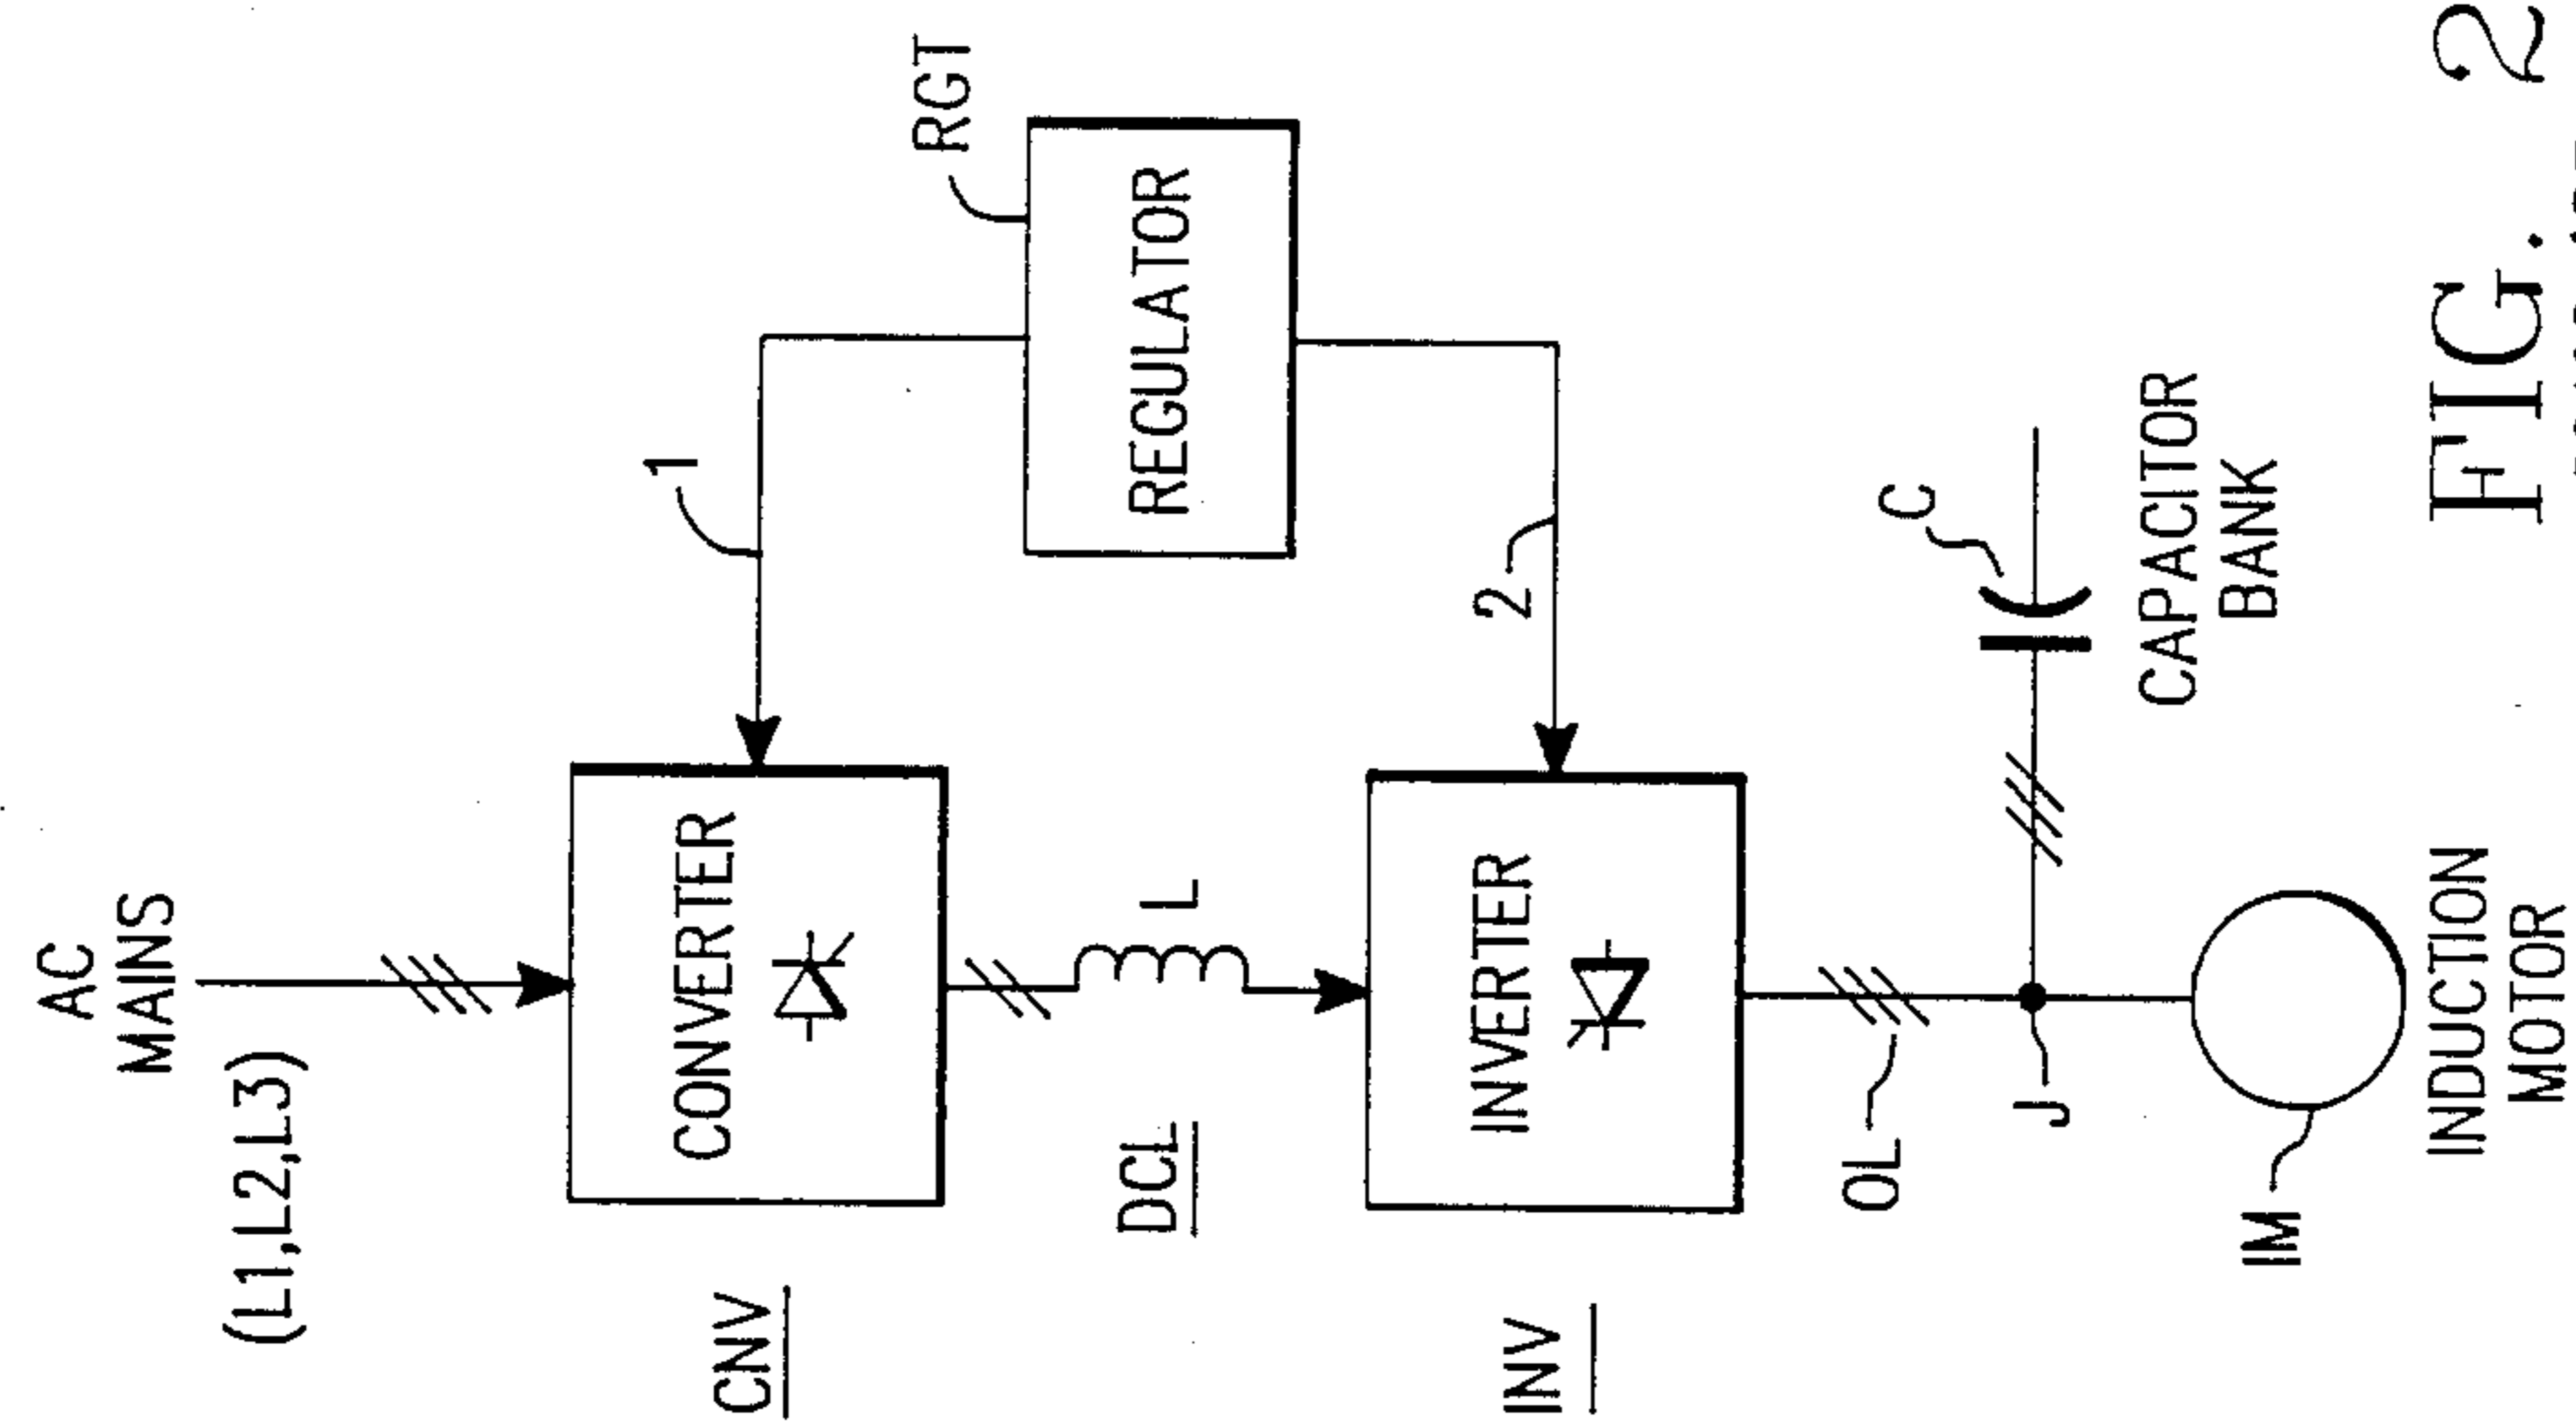 AC
MAINS
(L1,L2,L3)
CNV
CONVERTER
1
RGT
REGULATOR
DCL
L
INV
INVERTER
2
OL
J
C
CAPACITOR
BANK
IM
INDUCTION
MOTOR
FIG. 2